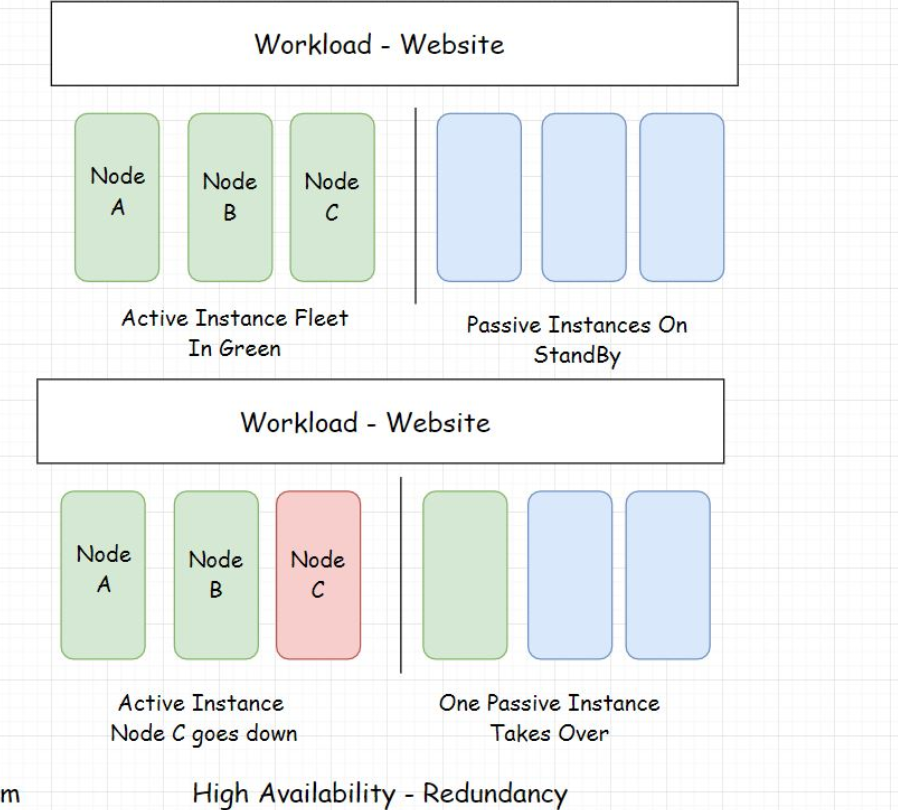 Workload - Website
Node
A
Node
B
Node
C
Active Instance Fleet
In Green
Passive Instances On
StandBy
Workload - Website
Node
A
Node
B
Node
C
Active Instance
Node C goes down
One Passive Instance
Takes Over
m
High Availability - Redundancy